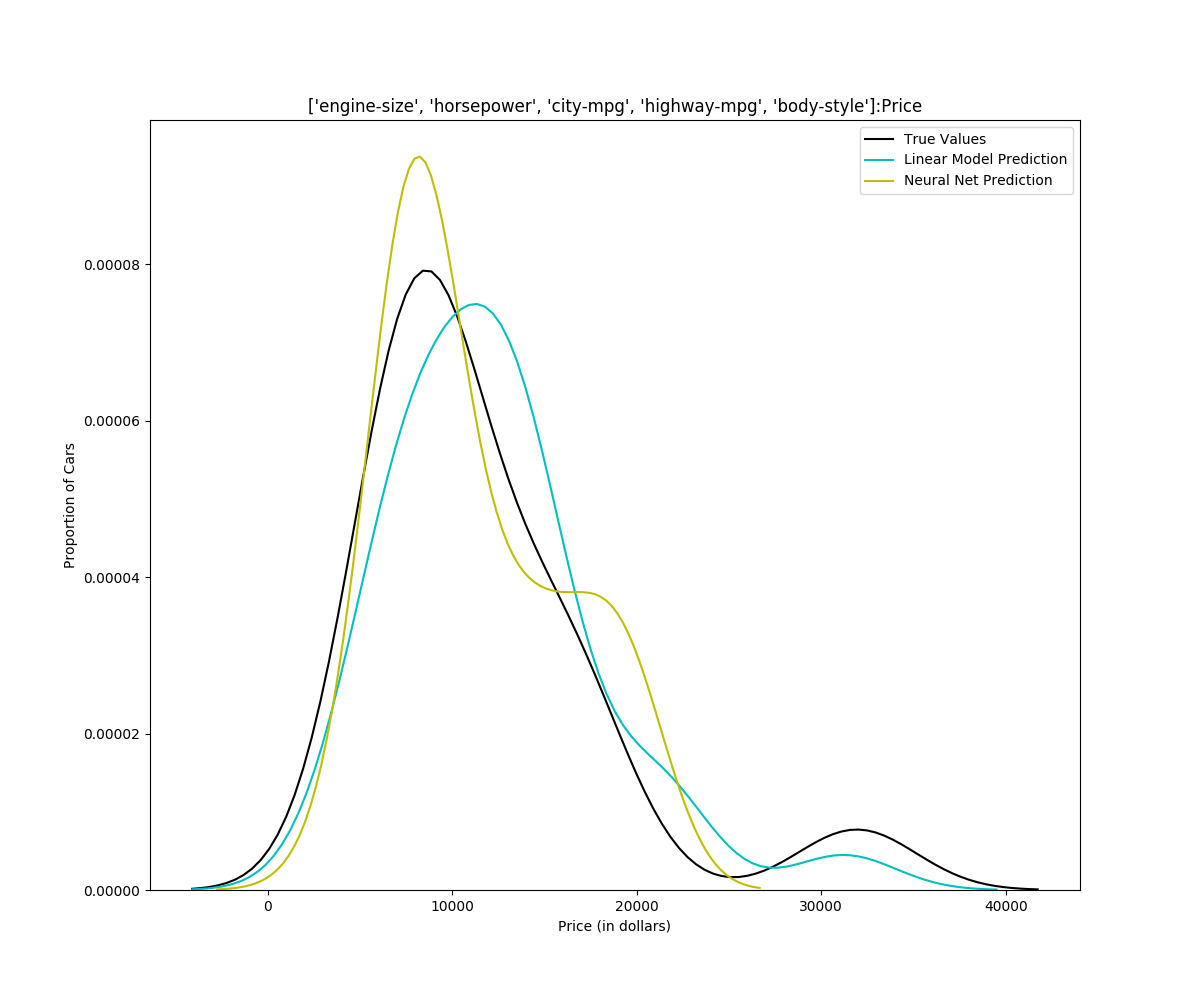 ['engine-size', 'horsepower', 'city-mpg', 'highway-mpg', 'body-style']:Price
True Values
Linear Model Prediction
Neural Net Prediction
0.00008
0.00006
0.00004
0.00002
0.00000
Proportion of Cars
0 10000 20000 30000 40000
Price (in dollars)